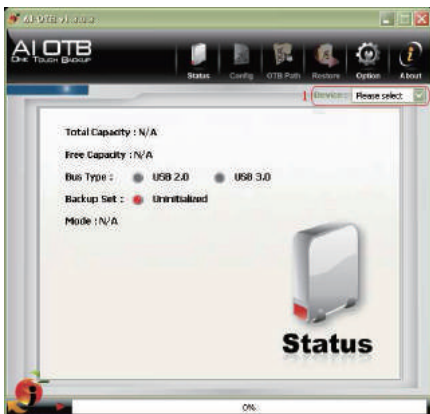 AI OTB
ONE TOUCH BACKUP
Status Config OTB Path Restore Option About
1 Device : Please select
Total Capacity : N/A
Free Capacity : N/A
Bus Type : USB 2.0 USB 3.0
Backup Set : Uninitialized
Mode : N/A
Status
0%